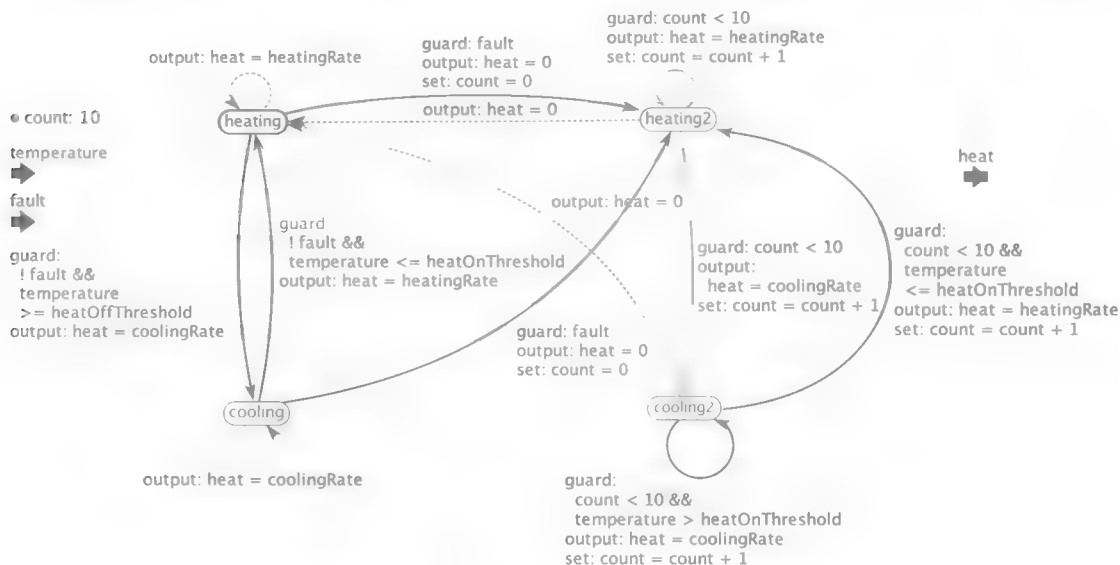 output: heat = heatingRate
guard: fault
output: heat = 0
set: count = 0
guard: count < 10
output: heat = heatingRate
set: count = count + 1
output: heat = 0
heating
heating2
count: 10
temperature
fault
heat
guard:
! fault &&
temperature
>= heatOffThreshold
output: heat = coolingRate
guard
! fault &&
temperature <= heatOnThreshold
output: heat = heatingRate
output: heat = 0
guard: count < 10
output:
heat = coolingRate
set: count = count + 1
guard:
count < 10 &&
temperature
<= heatOnThreshold
output: heat = heatingRate
set: count = count + 1
guard: fault
output: heat = 0
set: count = 0
cooling
cooling2
output: heat = coolingRate
guard:
count < 10 &&
temperature > heatOnThreshold
output: heat = coolingRate
set: count = count + 1